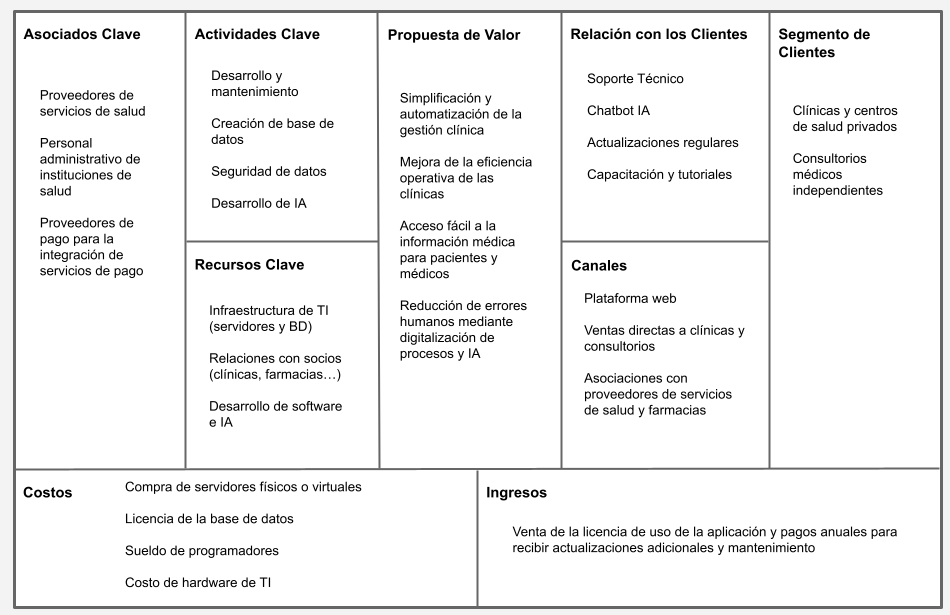 Asociados Clave
Proveedores de
servicios de salud
Personal
administrativo de
instituciones de
salud
Proveedores de
pago para la
integración de
servicios de pago
Actividades Clave
Desarrollo y
mantenimiento
Creación de base de
datos
Seguridad de datos
Desarrollo de IA
Recursos Clave
Infraestructura de TI
(servidores y BD)
Relaciones con socios
(clínicas, farmacias…)
Desarrollo de software
e IA
Propuesta de Valor
Simplificación y
automatización de la
gestión clínica
Mejora de la eficiencia
operativa de las
clínicas
Acceso fácil a la
información médica
para pacientes y
médicos
Reducción de errores
humanos mediante
digitalización de
procesos y IA
Relación con los Clientes
Soporte Técnico
Chatbot IA
Actualizaciones regulares
Capacitación y tutoriales
Canales
Plataforma web
Ventas directas a clínicas y
consultorios
Asociaciones con
proveedores de servicios
de salud y farmacias
Segmento de
Clientes
Clínicas y centros
de salud privados
Consultorios
médicos
independientes
Costos
Compra de servidores físicos o virtuales
Licencia de la base de datos
Sueldo de programadores
Costo de hardware de TI
Ingresos
Venta de la licencia de uso de la aplicación y pagos anuales para
recibir actualizaciones adicionales y mantenimiento